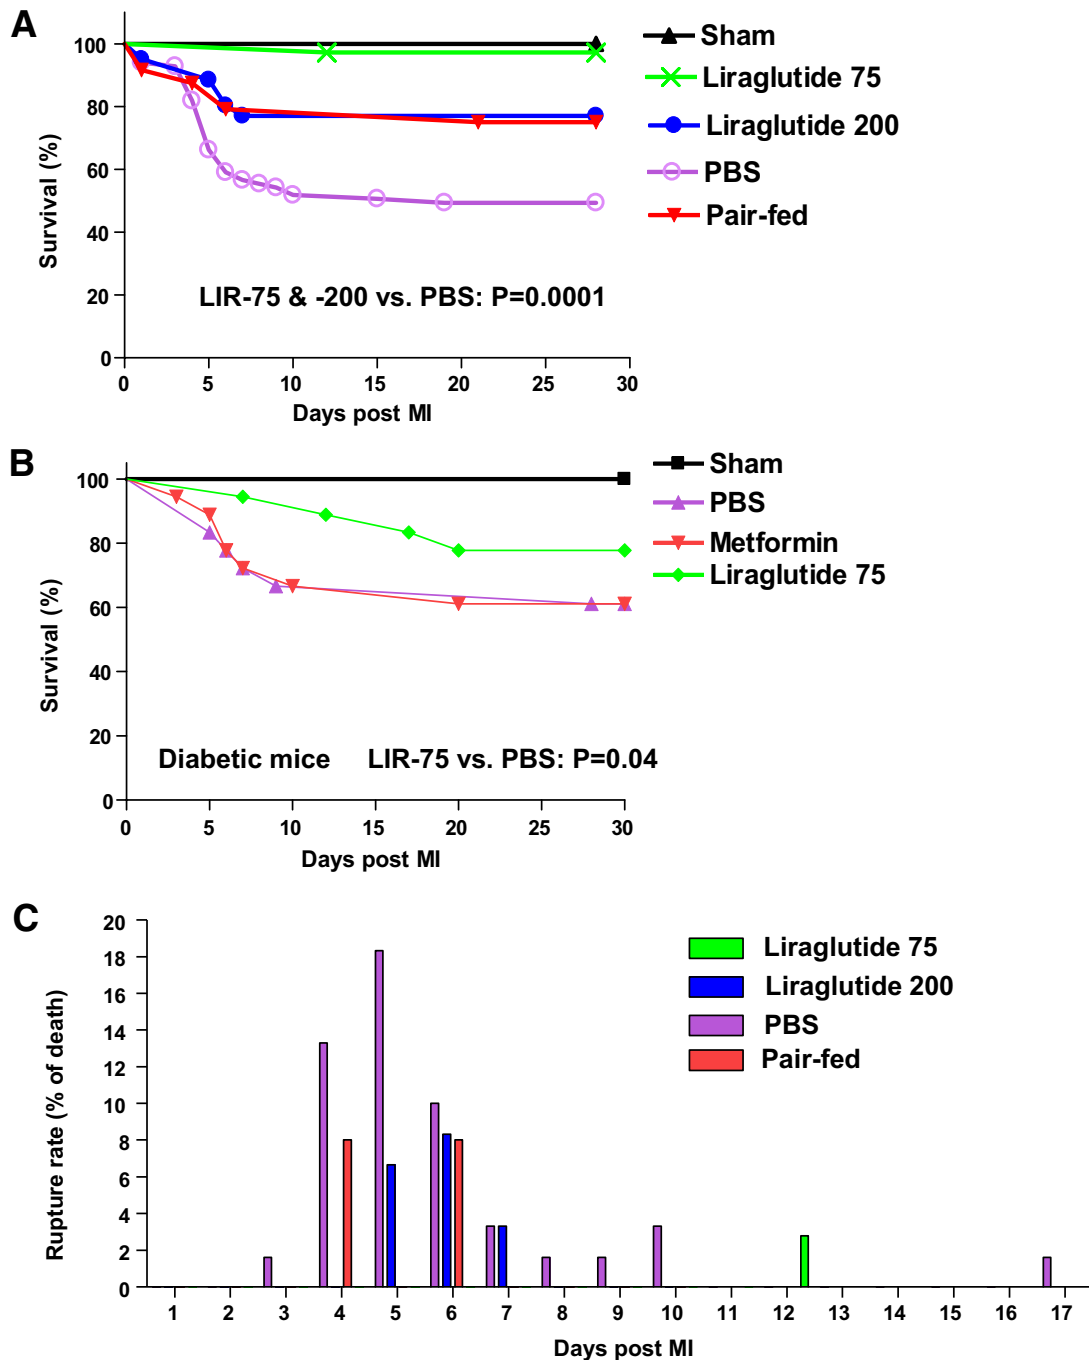 A
Survival (%)
100
80
60
40
20
0
0 5 10 15 20 25 30
Days post MI
LIR-75 & -200 vs. PBS: P=0.0001
Sham
Liraglutide 75
Liraglutide 200
PBS
Pair-fed
B
Survival (%)
100
80
60
40
20
0
0 5 10 15 20 25 30
Days post MI
Diabetic mice LIR-75 vs. PBS: P=0.04
Sham
PBS
Metformin
Liraglutide 75
C
Rupture rate (% of death)
20
18
16
14
12
10
8
6
4
2
0
1 2 3 4 5 6 7 8 9 10 11 12 13 14 15 16 17
Days post MI
Liraglutide 75
Liraglutide 200
PBS
Pair-fed